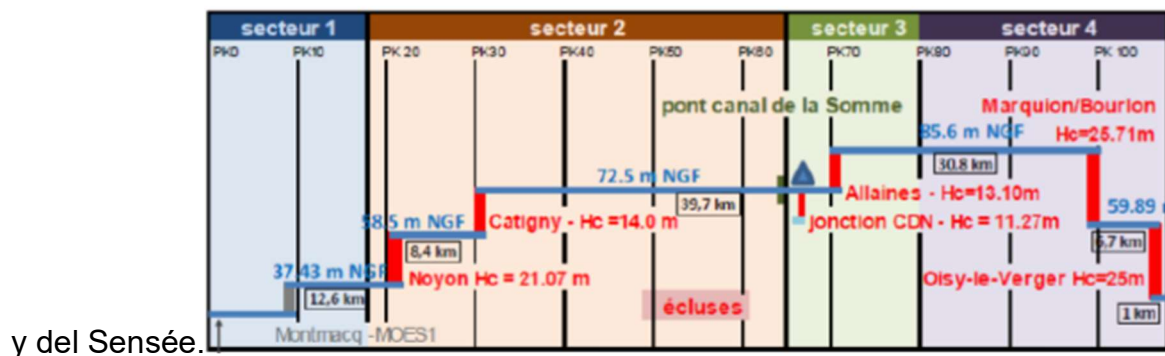 secteur 1 secteur 2 secteur 3 secteur 4
PK0 PK10 PK 20 PK30 PK40 PK50 PK60 PK70 PK80 PK90 PK 100
pont canal de la Somme Marquion/Bourlon
85.6 m NGF Hc=25.71m
30.8 km
72.5 m NGF
39,7 km Allaines - Hc=13.10m
58.5 m NGF Catigny - Hc =14.0 m jonction CDN - Hc = 11.27m 59.89
8,4 km 6,7 km
37.43 m NGF Noyon Hc = 21.07 m Oisy-le-Verger Hc=25m
12,6 km écluses 1 km
Montmacq -MOES1
y del Sensée.